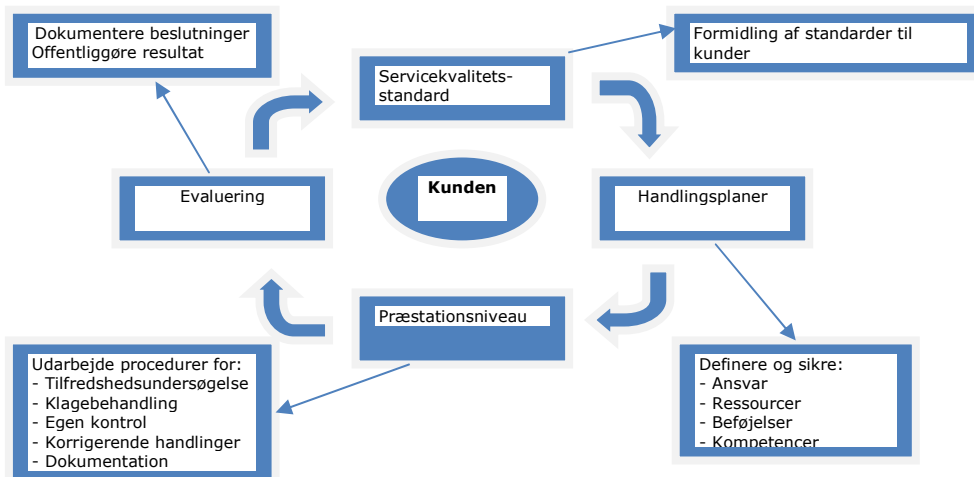 Dokumentere beslutninger
Offentliggøre resultat
Servicekvalitets-
standard
Formidling af standarder til
kunder
Evaluering
Kunden
Handlingsplaner
Præstationsniveau
Udarbejde procedurer for:
- Tilfredshedsundersøgelse
- Klagebehandling
- Egen kontrol
- Korrigerende handlinger
- Dokumentation
Definere og sikre:
- Ansvar
- Ressourcer
- Beføjelser
- Kompetencer